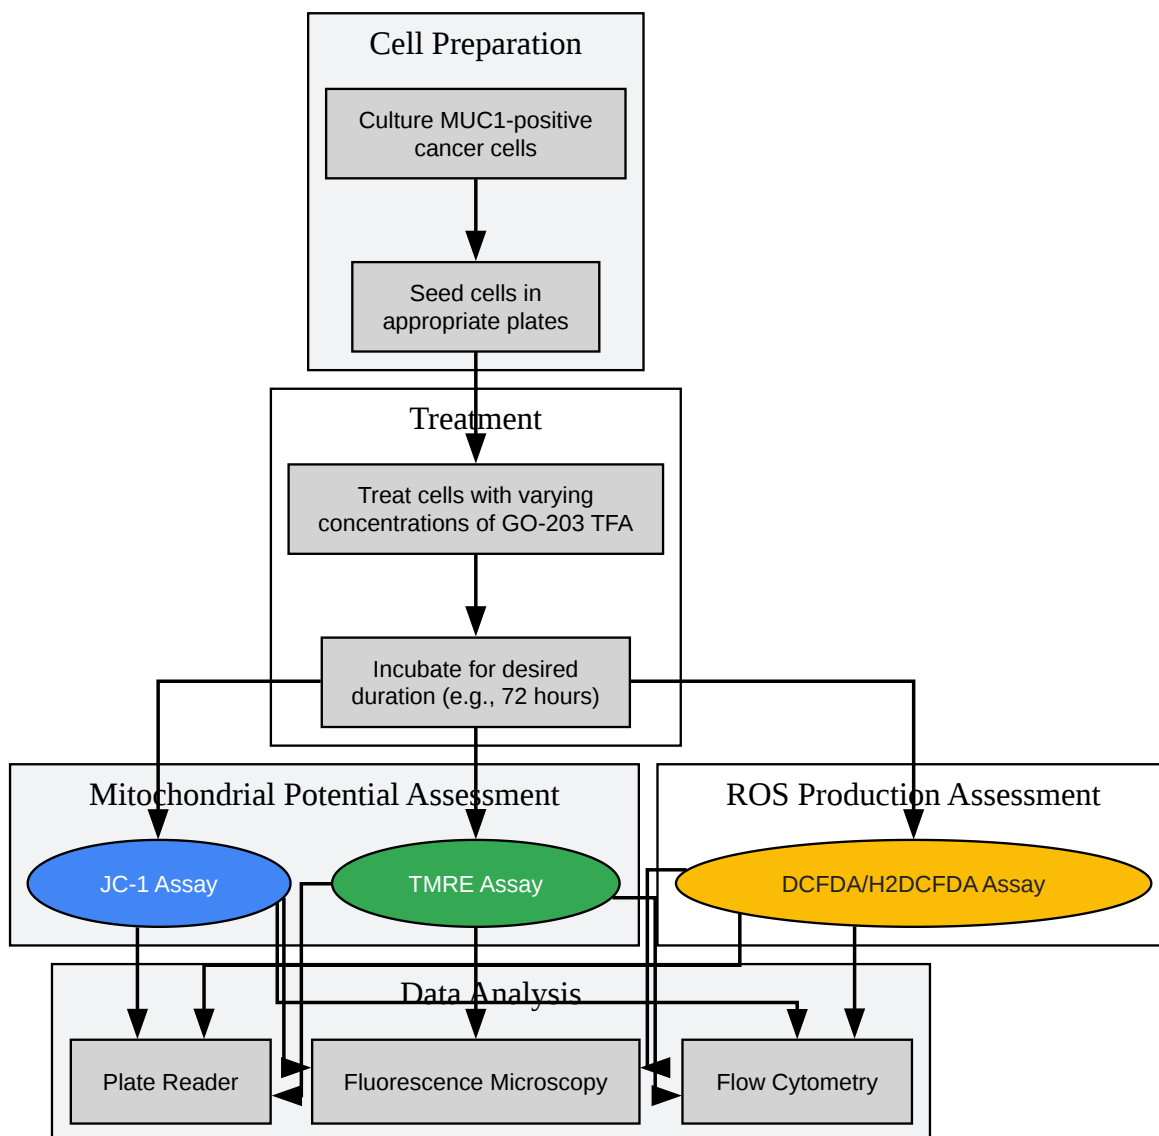 Cell Preparation
Culture MUC1-positive
cancer cells
Seed cells in
appropriate plates
Treatment
Treat cells with varying
concentrations of GO-203 TFA
Incubate for desired
duration (e.g., 72 hours)
Mitochondrial Potential Assessment
ROS Production Assessment
JC-1 Assay
TMRE Assay
DCFDA/H2DCFDA Assay
Data Analysis
Plate Reader
Fluorescence Microscopy
Flow Cytometry